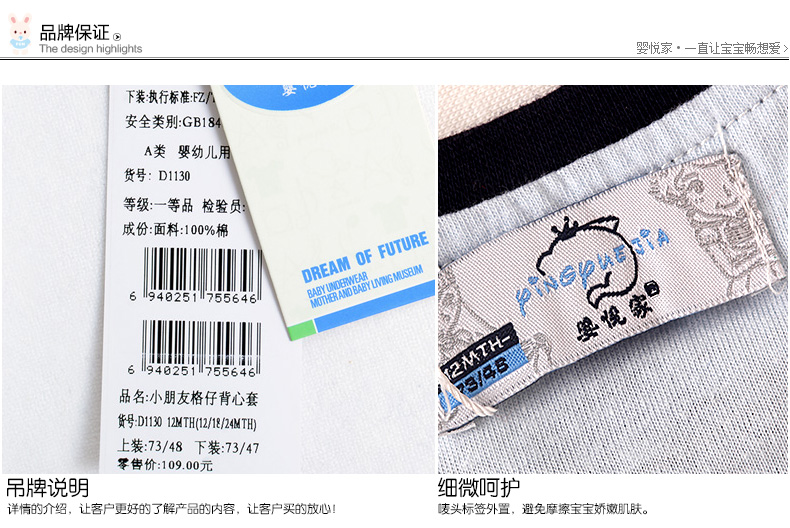 品牌保证
The design highlights
婴悦家•一直让宝宝畅想爱
下装:执行标准:FZ/
安全类别:GB184
A类 婴幼儿用
货号: D1130
等级:一等品 检验员:
成份:面料:100%棉
6 940251 755646
6 940251 755646
品名:小朋友格仔背心套
货号:D1130 12MTH(12/18/24MTH)
上装:73/48 下装:73/47
零售价:109.00元
DREAM OF FUTURE
BABY UNDERWEAR
MOTHER AND BABY LIVING MUSEUM
YINGYUEJIA
婴悦家
12MTH-
73/48
吊牌说明
详情的介绍，让客户更好的了解产品的内容，让客户买的放心!
细微呵护
唛头标签外置，避免摩擦宝宝娇嫩肌肤。